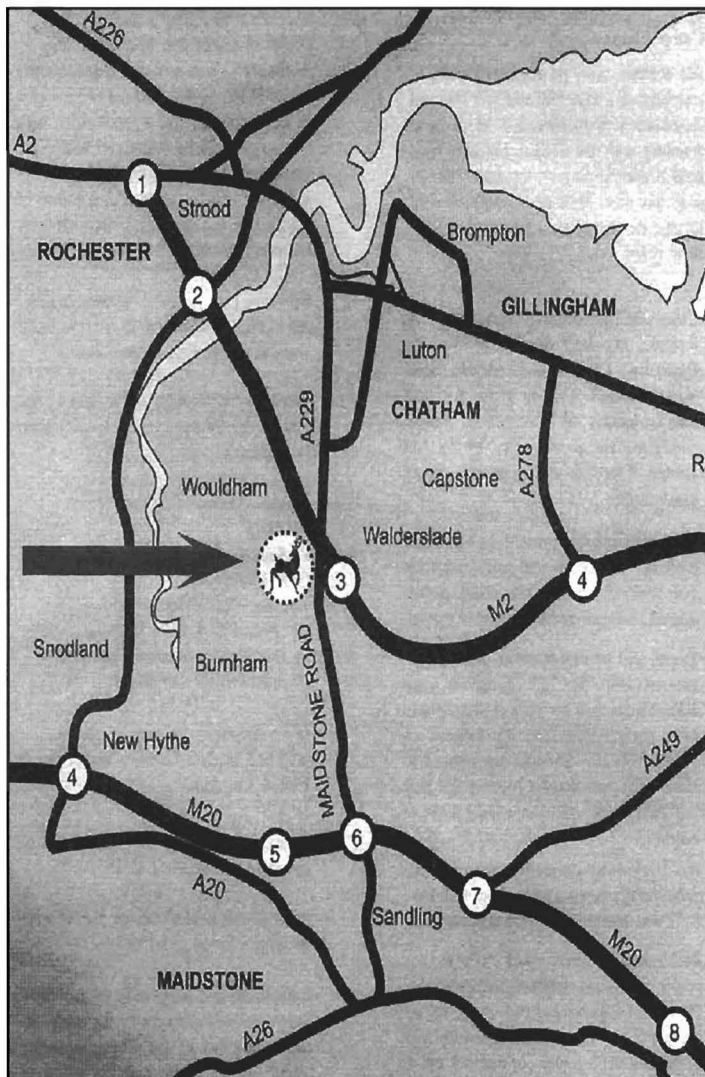 A226
A2
1
Strood
Brompton
ROCHESTER
2
GILLINGHAM
Luton
A229
CHATHAM
A278
R
Capstone
Wouldham
Walderslade
3
4
M2
Snodland
Burnham
MAIDSTONE ROAD
New Hythe
A249
4
M20
6
5
7
A20
Sandling
M20
MAIDSTONE
A26
8